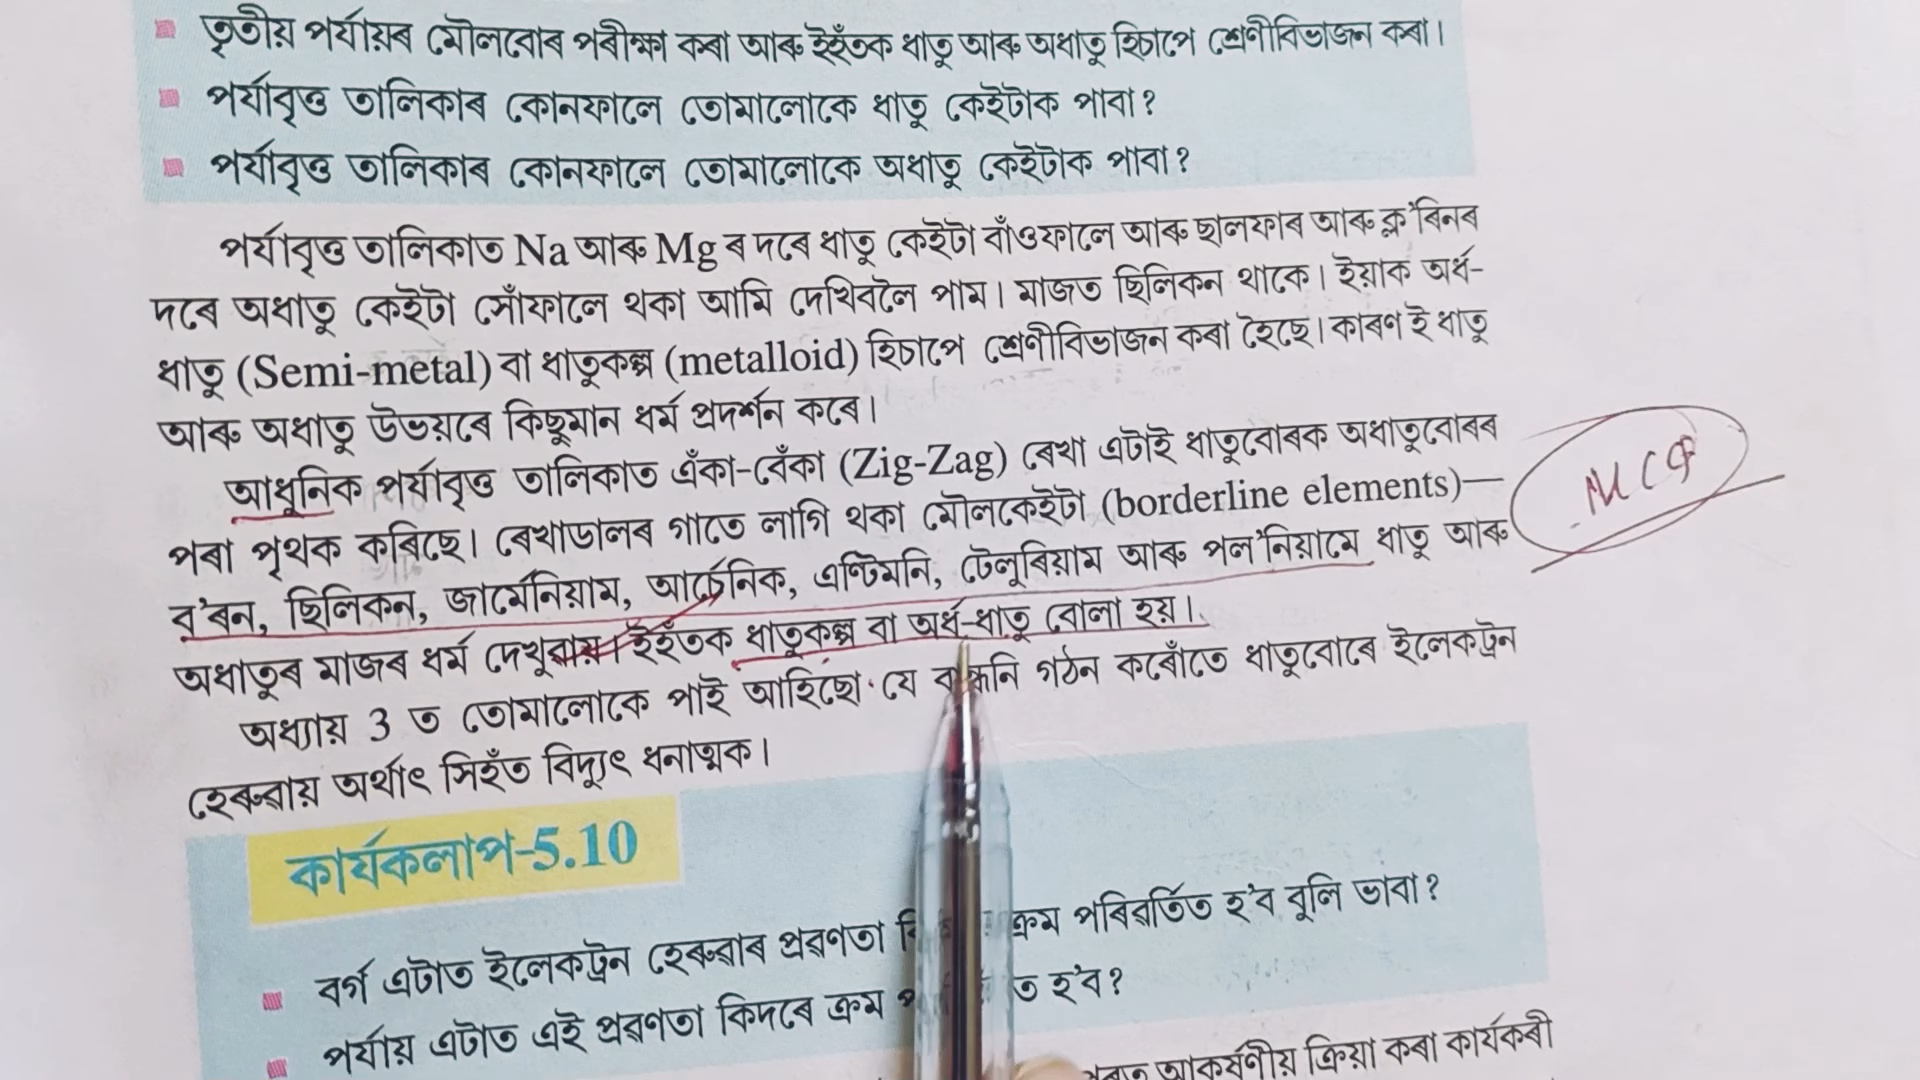 তৃতীয় পৰ্যায়ৰ মৌলবোৰ পৰীক্ষা কৰা আৰু ইহঁতক ধাতু আৰু অধাতু হিচাপে শ্ৰেণীবিভাজন কৰা।
পৰ্যাবৃত্ত তালিকাৰ কোনফালে তোমালোকে ধাতু কেইটাক পাবা?
পৰ্যাবৃত্ত তালিকাৰ কোনফালে তোমালোকে অধাতু কেইটাক পাবা?
পৰ্যাবৃত্ত তালিকাত Na আৰু Mg ৰ দৰে ধাতু কেইটা বাঁওফালে আৰু ছালফাৰ আৰু ক্ল'ৰিনৰ
দৰে অধাতু কেইটা সোঁফালে থকা আমি দেখিবলৈ পাম। মাজত ছিলিকন থাকে। ইয়াক অৰ্ধ-
ধাতু (Semi-metal) বা ধাতুকল্প (metalloid) হিচাপে শ্ৰেণীবিভাজন কৰা হৈছে। কাৰণ ই ধাতু
আৰু অধাতু উভয়ৰে কিছুমান ধৰ্ম প্ৰদৰ্শন কৰে।
আধুনিক পৰ্যাবৃত্ত তালিকাত এঁকা-বেঁকা (Zig-Zag) ৰেখা এটাই ধাতুবোৰক অধাতুবোৰৰ
পৰা পৃথক কৰিছে। ৰেখাডালৰ গাতে লাগি থকা মৌলকেইটা (borderline elements)—
MCQ
ব'ৰন, ছিলিকন, জাৰ্মেনিয়াম, আৰ্চেনিক, এণ্টিমনি, টেলুৰিয়াম আৰু পল'নিয়ামে ধাতু আৰু
অধাতুৰ মাজৰ ধৰ্ম দেখুৱায়। ইহঁতক ধাতুকল্প বা অৰ্ধ-ধাতু বোলা হয়।
অধ্যায় 3 ত তোমালোকে পাই আহিছো যে বান্ধনি গঠন কৰোঁতে ধাতুবোৰে ইলেকট্ৰন
হেৰুৱায় অৰ্থাৎ সিহঁত বিদ্যুৎ ধনাত্মক।
কাৰ্যকলাপ-5.10
বৰ্গ এটাত ইলেকট্ৰন হেৰুৱাৰ প্ৰৱণতা ক্ৰম পৰিৱৰ্তিত হ'ব বুলি ভাবা?
পৰ্যায় এটাত এই প্ৰৱণতা কিদৰে ক্ৰম হ'ব?
আকৰ্ষণীয় ক্ৰিয়া কৰা কাৰ্যকৰী